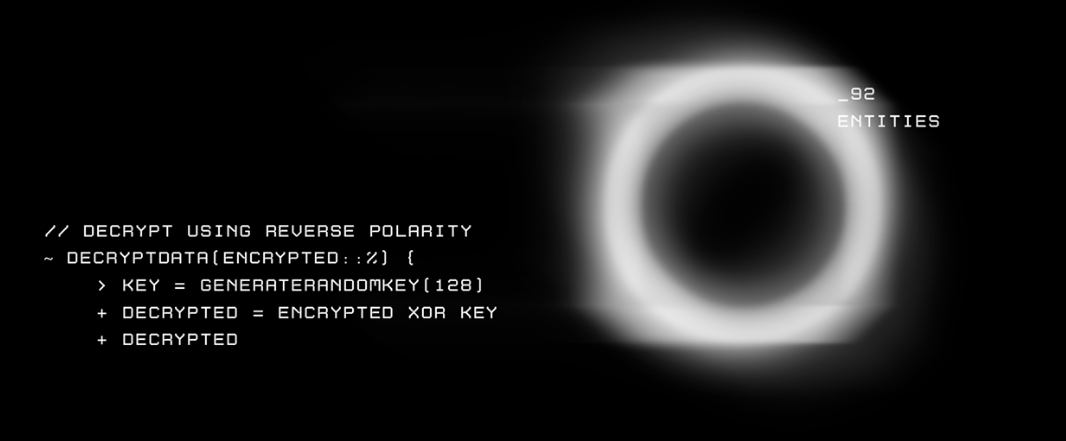 _92
ENTITIES
// DECRYPT USING REVERSE POLARITY
~ DECRYPTDATA(ENCRYPTED::%) {
> KEY = GENERATERANDOMKEY(128)
+ DECRYPTED = ENCRYPTED XOR KEY
+ DECRYPTED